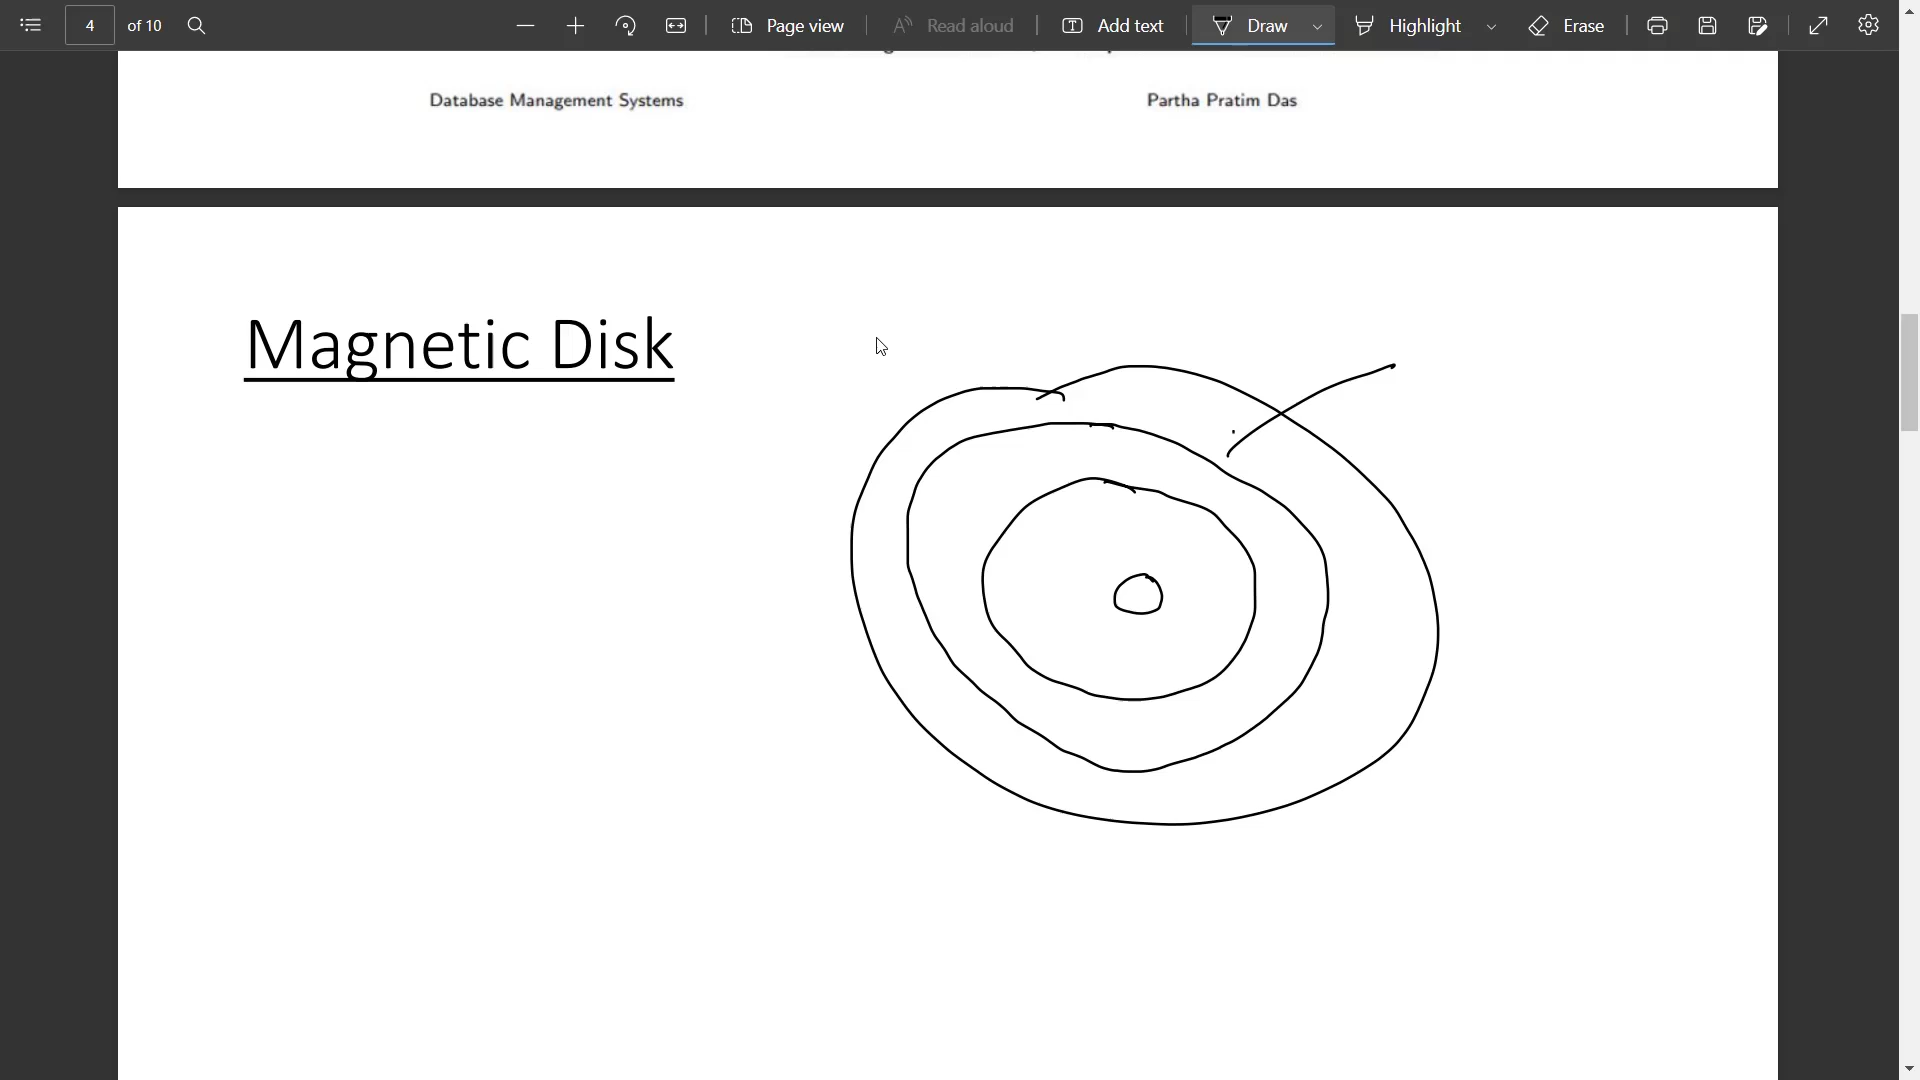 4 of 10 Page view Read aloud Add text Draw Highlight Erase
Database Management Systems Partha Pratim Das
Magnetic Disk